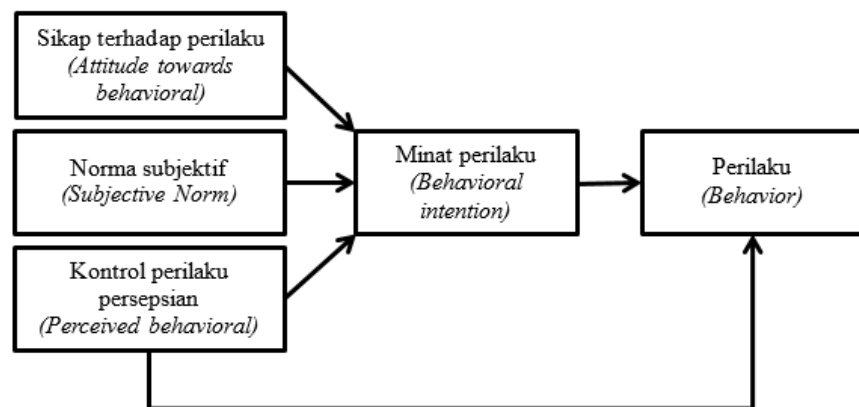 Sikap terhadap perilaku
(Attitude towards
behavioral)
Norma subjektif
(Subjective Norm)
Kontrol perilaku
persepsian
(Perceived behavioral)
Minat perilaku
(Behavioral
intention)
Perilaku
(Behavior)